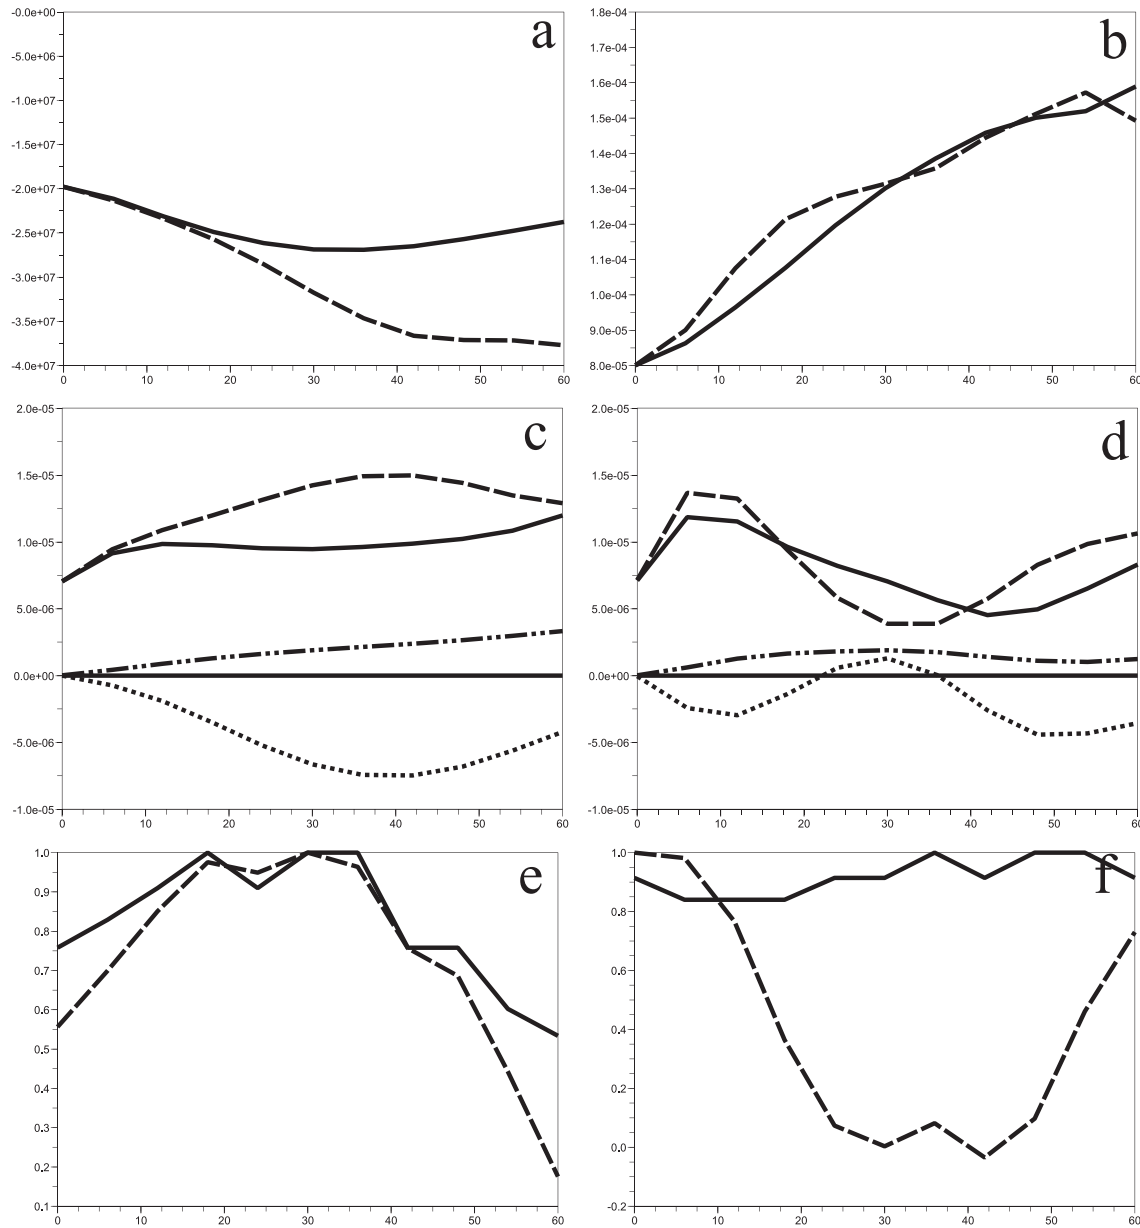 a
-0.0e+00
-5.0e+06
-1.0e+07
-1.5e+07
-2.0e+07
-2.5e+07
-3.0e+07
-3.5e+07
-4.0e+07
0 10 20 30 40 50 60
b
1.8e-04
1.7e-04
1.6e-04
1.5e-04
1.4e-04
1.3e-04
1.2e-04
1.1e-04
1.0e-04
9.0e-05
8.0e-05
0 10 20 30 40 50 60
c
2.0e-05
1.5e-05
1.0e-05
5.0e-06
0.0e+00
-5.0e-06
-1.0e-05
0 10 20 30 40 50 60
d
2.0e-05
1.5e-05
1.0e-05
5.0e-06
0.0e+00
-5.0e-06
-1.0e-05
0 10 20 30 40 50 60
e
1.0
0.9
0.8
0.7
0.6
0.5
0.4
0.3
0.2
0.1
0 10 20 30 40 50 60
f
1.0
0.8
0.6
0.4
0.2
0.0
-0.2
0 10 20 30 40 50 60